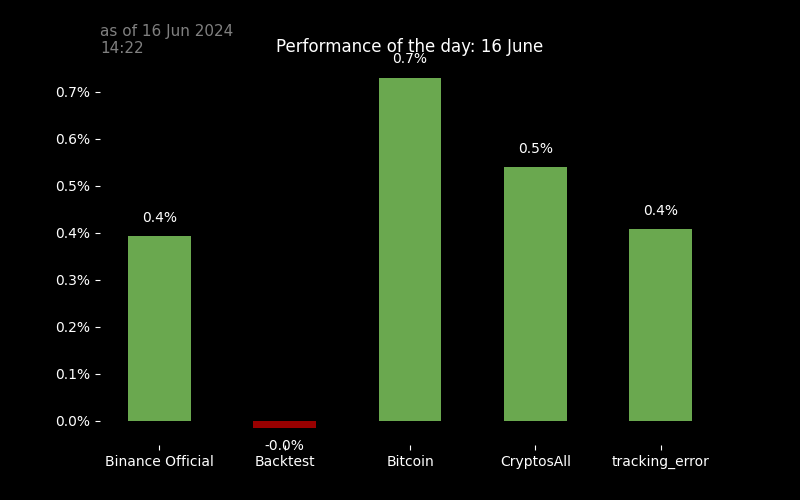 as of 16 Jun 2024
14:22
Performance of the day: 16 June
0.7%
0.7%
0.6%
0.5%
0.5%
0.4%
0.4%
0.4%
0.3%
0.2%
0.1%
0.0%
-0.0%
Binance Official
Backtest
Bitcoin
CryptosAll
tracking_error